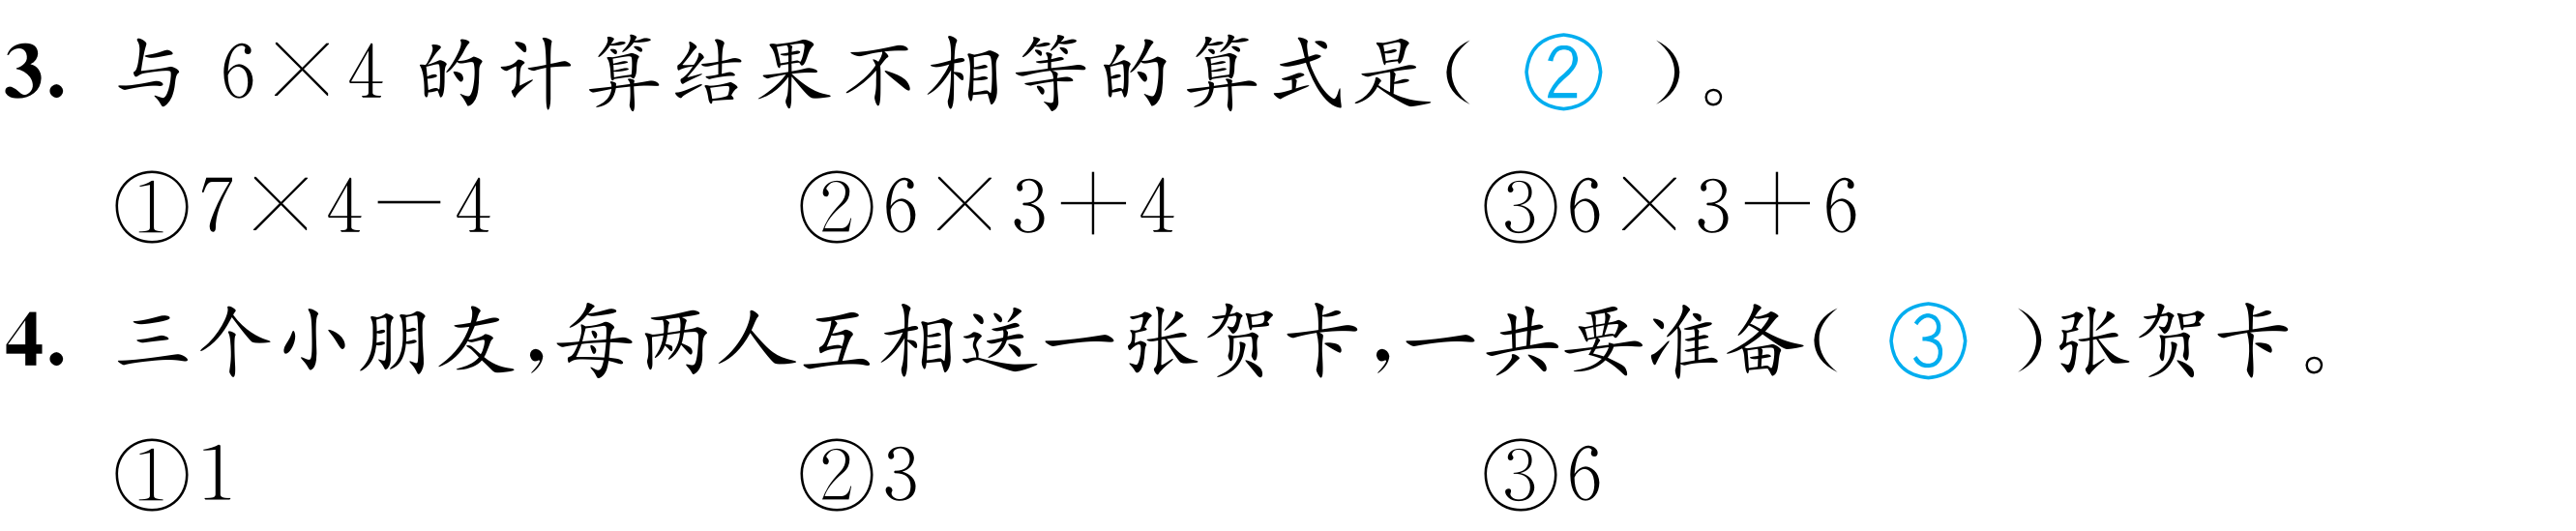 3. 与 6×4 的计算结果不相等的算式是( ② )。
①7×4－4 ②6×3＋4 ③6×3＋6
4. 三个小朋友,每两人互相送一张贺卡,一共要准备( ③ )张贺卡。
①1 ②3 ③6